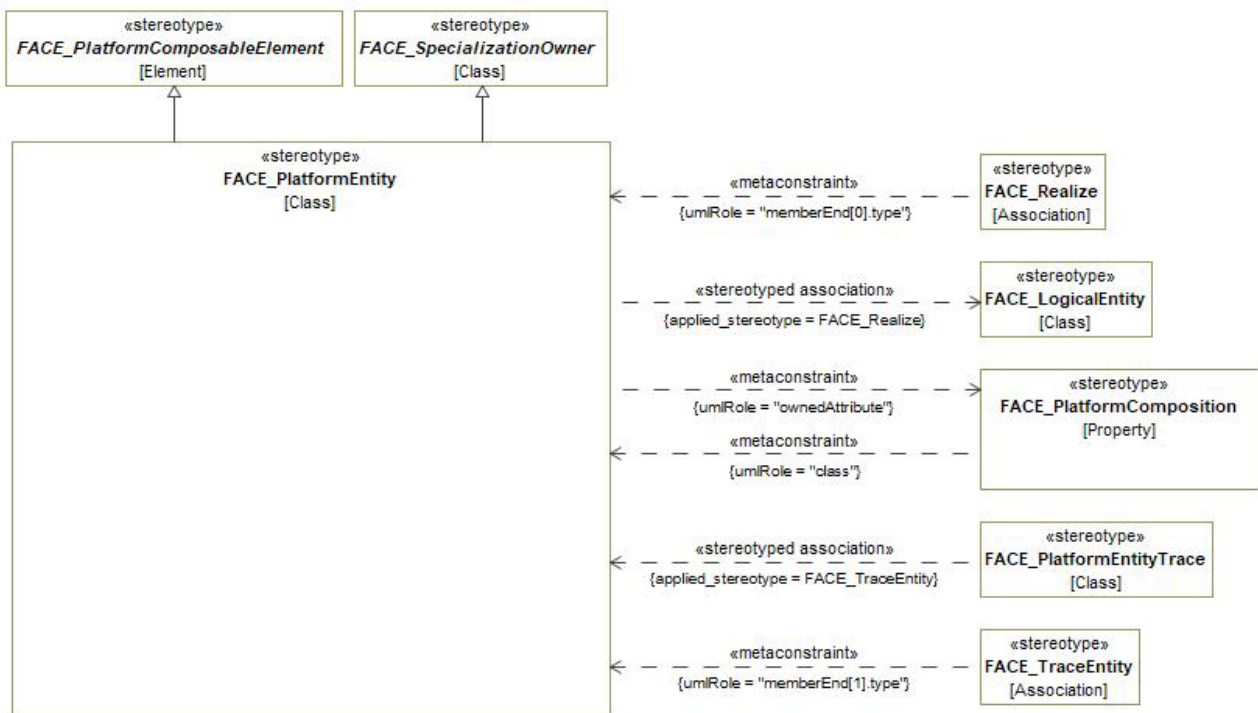 «stereotype»
FACE_PlatformComposableElement
[Element]
«stereotype»
FACE_SpecializationOwner
[Class]
«stereotype»
FACE_PlatformEntity
[Class]
«metaconstraint»
{umlRole = "memberEnd[0].type"}
«stereotype»
FACE_Realize
[Association]
«stereotyped association»
{applied_stereotype = FACE_Realize}
«stereotype»
FACE_LogicalEntity
[Class]
«metaconstraint»
{umlRole = "ownedAttribute"}
«metaconstraint»
{umlRole = "class"}
«stereotype»
FACE_PlatformComposition
[Property]
«stereotyped association»
{applied_stereotype = FACE_TraceEntity}
«stereotype»
FACE_PlatformEntityTrace
[Class]
«metaconstraint»
{umlRole = "memberEnd[1].type"}
«stereotype»
FACE_TraceEntity
[Association]